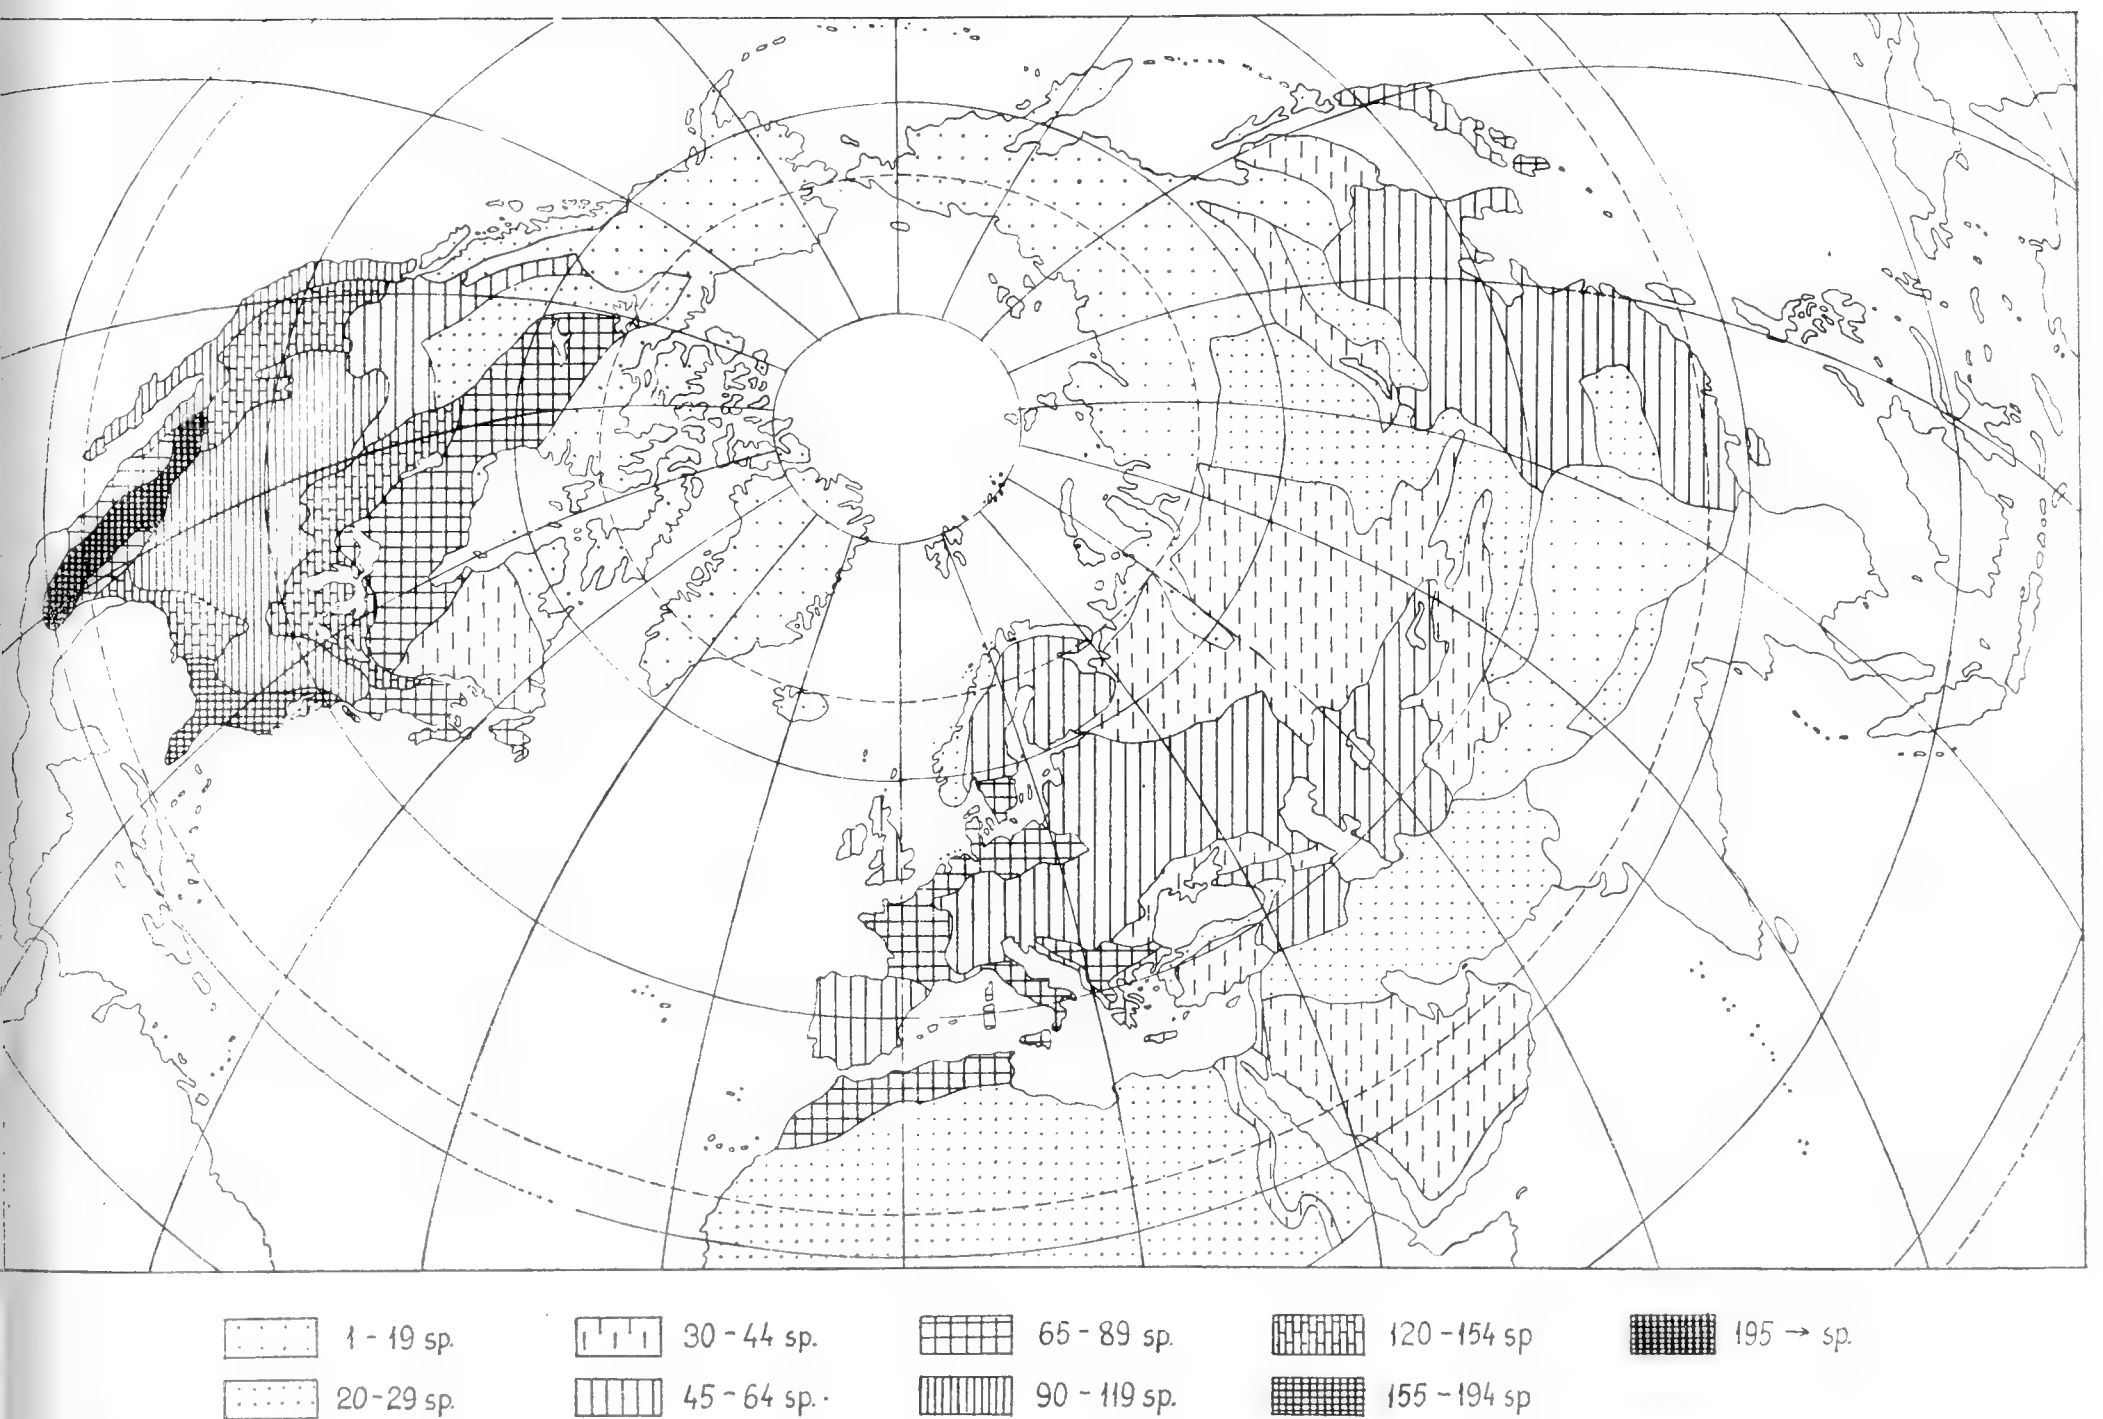 1 - 19 sp.
30 - 44 sp.
65 - 89 sp.
120 - 154 sp
195 → sp.
20 - 29 sp.
45 - 64 sp.
90 - 119 sp.
155 - 194 sp